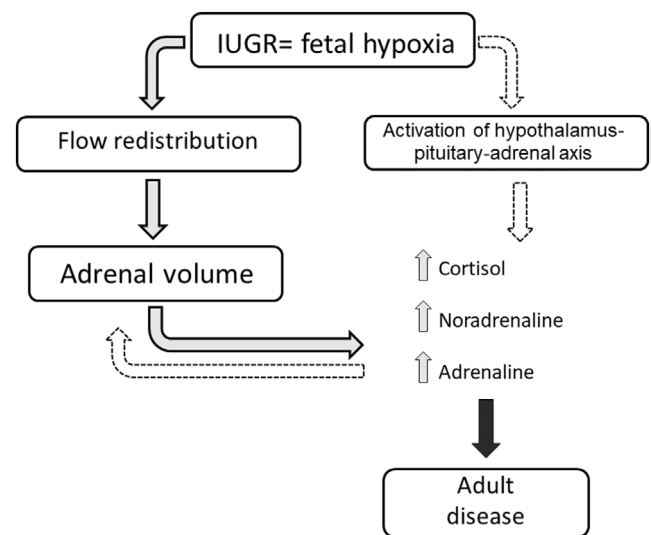 IUGR= fetal hypoxia
Flow redistribution
Activation of hypothalamus-
pituitary-adrenal axis
Adrenal volume
Cortisol
Noradrenaline
Adrenaline
Adult
disease